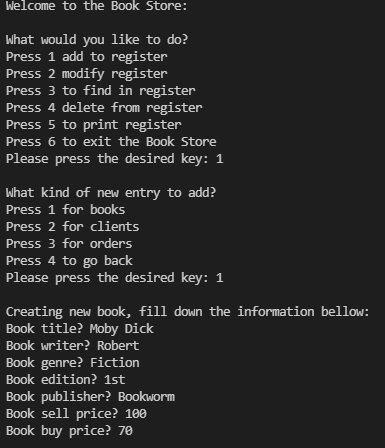 Welcome to the Book Store:
What would you like to do?
Press 1 add to register
Press 2 modify register
Press 3 to find in register
Press 4 delete from register
Press 5 to print register
Press 6 to exit the Book Store
Please press the desired key: 1
What kind of new entry to add?
Press 1 for books
Press 2 for clients
Press 3 for orders
Press 4 to go back
Please press the desired key: 1
Creating new book, fill down the information bellow:
Book title? Moby Dick
Book writer? Robert
Book genre? Fiction
Book edition? 1st
Book publisher? Bookworm
Book sell price? 100
Book buy price? 70